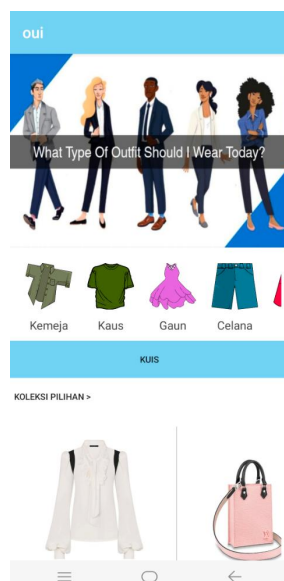 oui
What Type Of Outfit Should I Wear Today?
Kemeja Kaus Gaun Celana
KUIS
KOLEKSI PILIHAN >